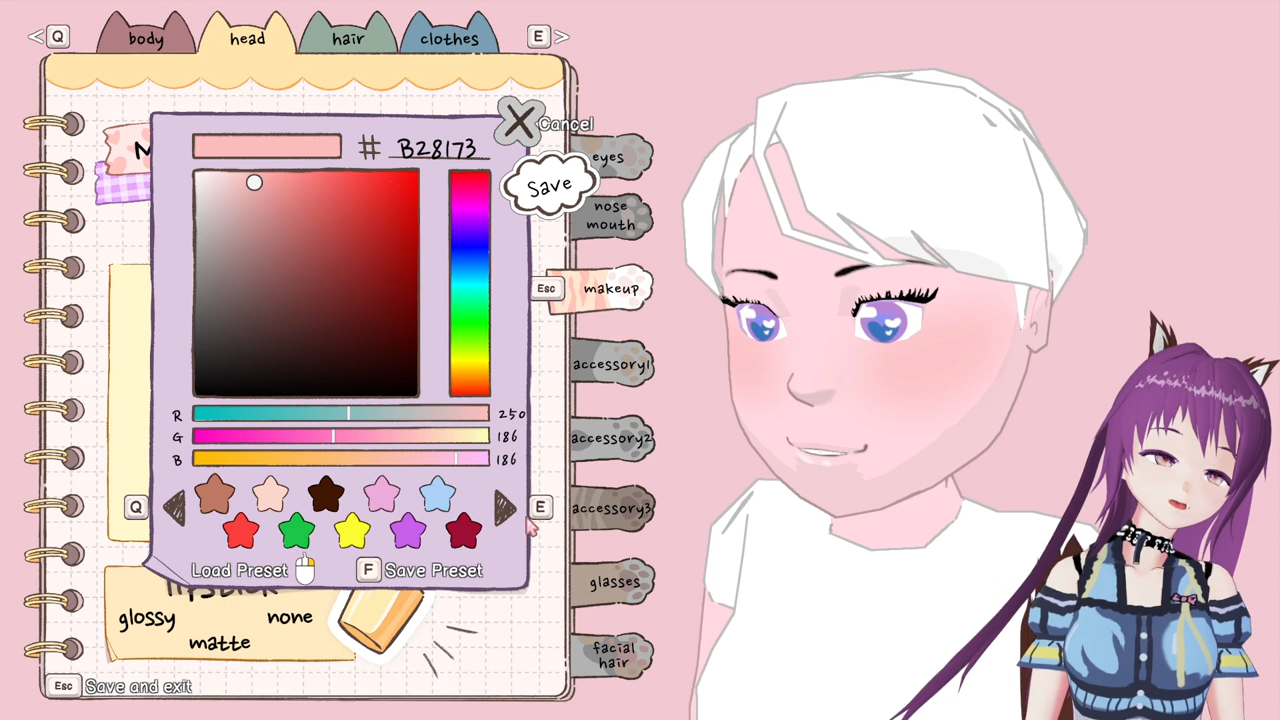 Q body head hair clothes E
Cancel
M
# B28173
eyes
Save
nose
mouth
Esc makeup
accessory1
R 250
G 186
accessory2
B 186
Q E accessory3
Load Preset F Save Preset
glasses
lipstick
glossy none
matte
facial
hair
Esc Save and exit